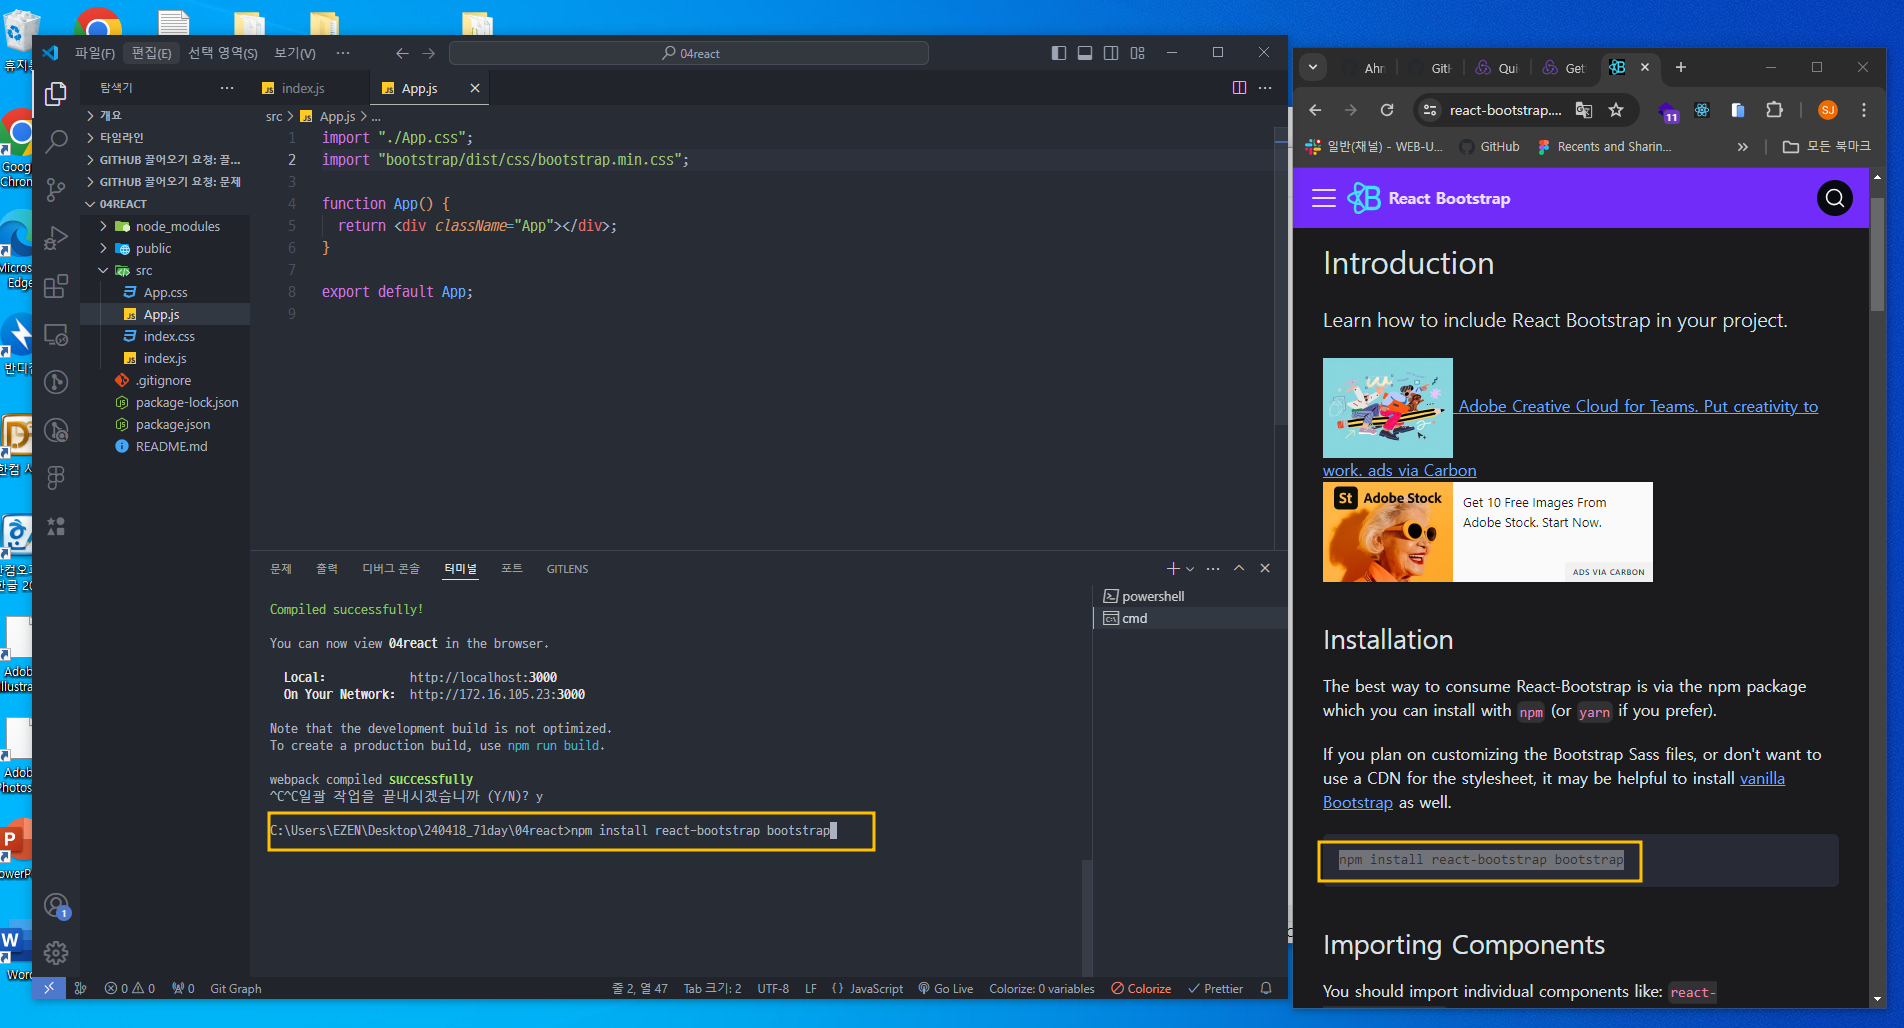 파일(F) 편집(E) 선택 영역(S) 보기(V) ··· 04react
탐색기 ···
index.js App.js
개요
타임라인
GITHUB 끌어오기 요청: 끌...
GITHUB 끌어오기 요청: 문제
04REACT
node_modules
public
src
App.css
App.js
index.css
index.js
.gitignore
package-lock.json
package.json
README.md
src > App.js > ...
1 import "./App.css";
2 import "bootstrap/dist/css/bootstrap.min.css";
3
4 function App() {
5 return <div className="App"></div>;
6 }
7
8 export default App;
9
문제 출력 디버그 콘솔 터미널 포트 GITLENS
powershell
cmd
Compiled successfully!
You can now view 04react in the browser.
Local: http://localhost:3000
On Your Network: http://172.16.105.23:3000
Note that the development build is not optimized.
To create a production build, use npm run build.
webpack compiled successfully
^C^C일괄 작업을 끝내시겠습니까 (Y/N)? y
C:\Users\EZEN\Desktop\240418_71day\04react>npm install react-bootstrap bootstrap
1
0 0 0 Git Graph 줄 2, 열 47 Tab 크기: 2 UTF-8 LF {} JavaScript Go Live Colorize: 0 variables Colorize Prettier
Goog
Chron
Micros
Edge
Adob
Illustra
Adob
Photos
Word
Ahn Git Qui Get
react-bootstrap.... 11 SJ
일반(채널) - WEB-U... GitHub Recents and Sharin... » 모든 북마크
React Bootstrap
Introduction
Learn how to include React Bootstrap in your project.
Adobe Creative Cloud for Teams. Put creativity to
work. ads via Carbon
St Adobe Stock
Get 10 Free Images From
Adobe Stock. Start Now.
ADS VIA CARBON
Installation
The best way to consume React-Bootstrap is via the npm package
which you can install with npm (or yarn if you prefer).
If you plan on customizing the Bootstrap Sass files, or don't want to
use a CDN for the stylesheet, it may be helpful to install vanilla
Bootstrap as well.
npm install react-bootstrap bootstrap
Importing Components
You should import individual components like: react-